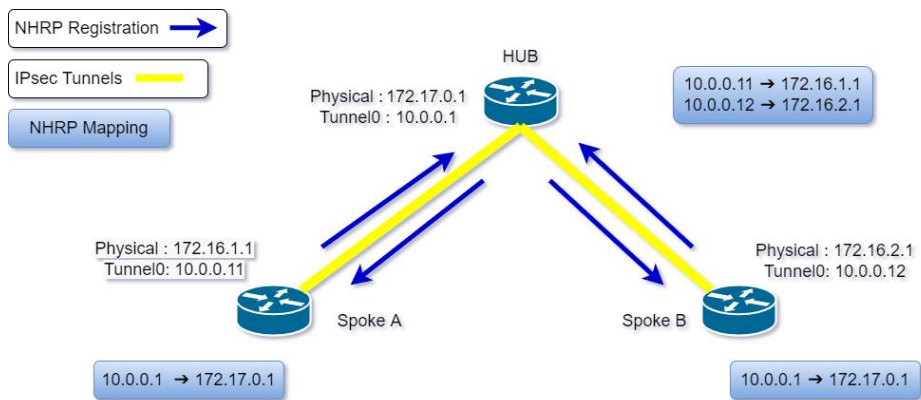 NHRP Registration
IPsec Tunnels
NHRP Mapping
HUB
Physical : 172.17.0.1
Tunnel0 : 10.0.0.1
10.0.0.11 ➔ 172.16.1.1
10.0.0.12 ➔ 172.16.2.1
Physical : 172.16.1.1
Tunnel0: 10.0.0.11
Spoke A
Physical : 172.16.2.1
Tunnel0: 10.0.0.12
Spoke B
10.0.0.1 ➔ 172.17.0.1
10.0.0.1 ➔ 172.17.0.1